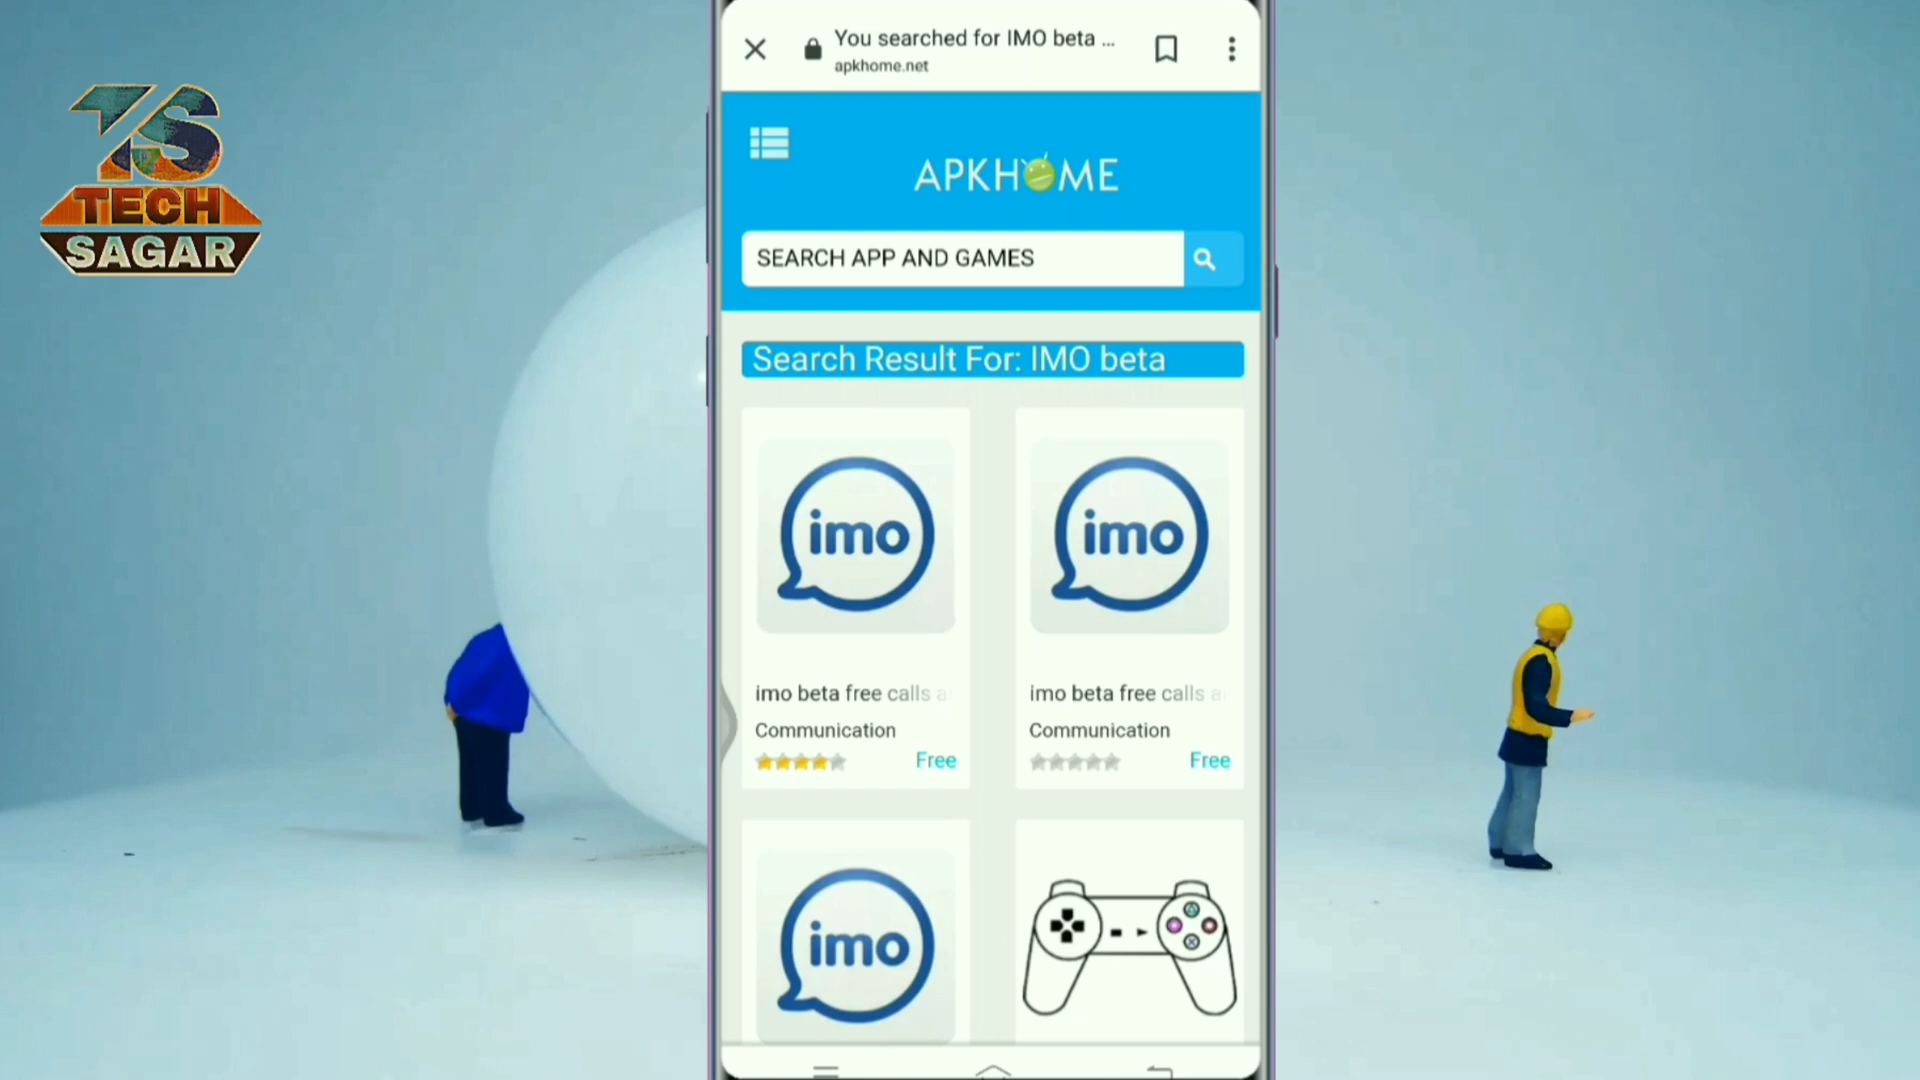 TS
TECH
SAGAR
You searched for IMO beta ...
apkhome.net
APKHOME
SEARCH APP AND GAMES
Search Result For: IMO beta
imo
imo
imo beta free calls a
imo beta free calls a
Communication
Communication
Free
Free
imo